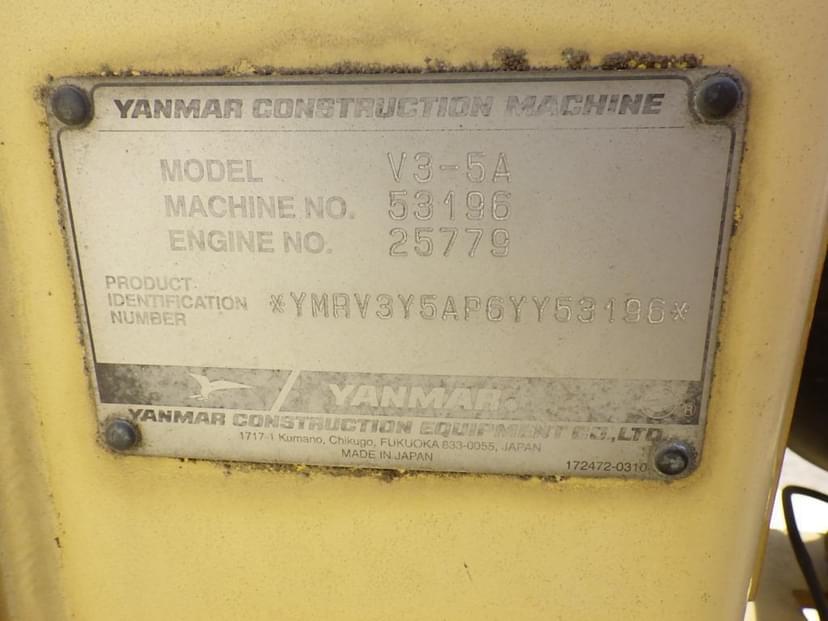 YANMAR CONSTRUCTION MACHINE
MODEL V3-5A
MACHINE NO. 53196
ENGINE NO. 25779
PRODUCT
IDENTIFICATION
NUMBER
*YMRV3Y5AP6YY53196*
YANMAR ®
YANMAR CONSTRUCTION EQUIPMENT CO.,LTD.
1717-1 Kumano, Chikugo, FUKUOKA 833-0055, JAPAN
MADE IN JAPAN
172472-0310